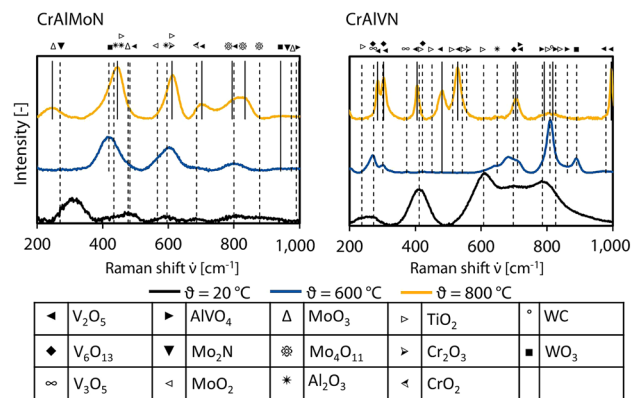 CrAlMoN
CrAlVN
Intensity [-]
200 400 600 800 1,000
200 400 600 800 1,000
Raman shift ν̇ [cm⁻¹]
Raman shift ν̇ [cm⁻¹]
ϑ = 20 °C ϑ = 600 °C ϑ = 800 °C
◄ V₂O₅ ► AlVO₄ Δ MoO₃ ▷ TiO₂ ° WC
◆ V₆O₁₃ ▼ Mo₂N Mo₄O₁₁ Cr₂O₃ ■ WO₃
∞ V₃O₅ ◁ MoO₂ * Al₂O₃ CrO₂